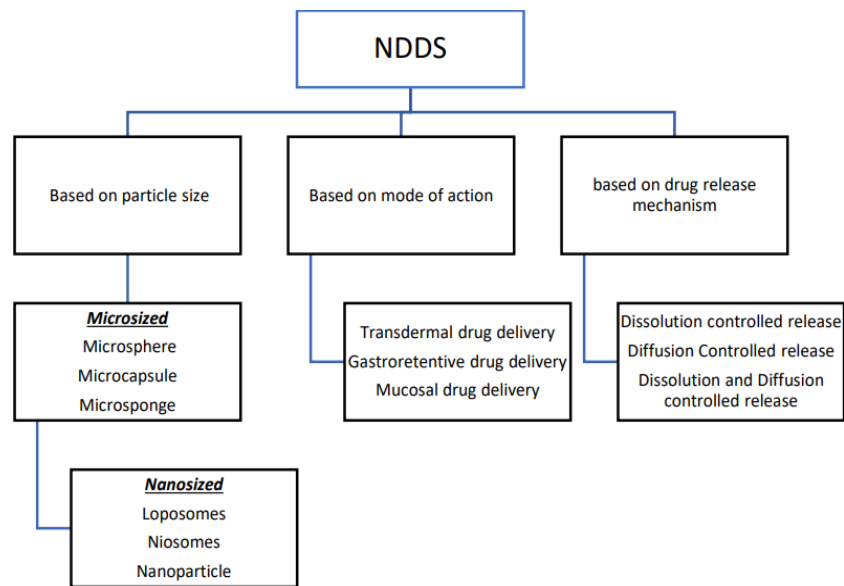 NDDS
Based on particle size
Based on mode of action
based on drug release
mechanism
Microsized
Microsphere
Microcapsule
Microsponge
Transdermal drug delivery
Gastroretentive drug delivery
Mucosal drug delivery
Dissolution controlled release
Diffusion Controlled release
Dissolution and Diffusion
controlled release
Nanosized
Loposomes
Niosomes
Nanoparticle